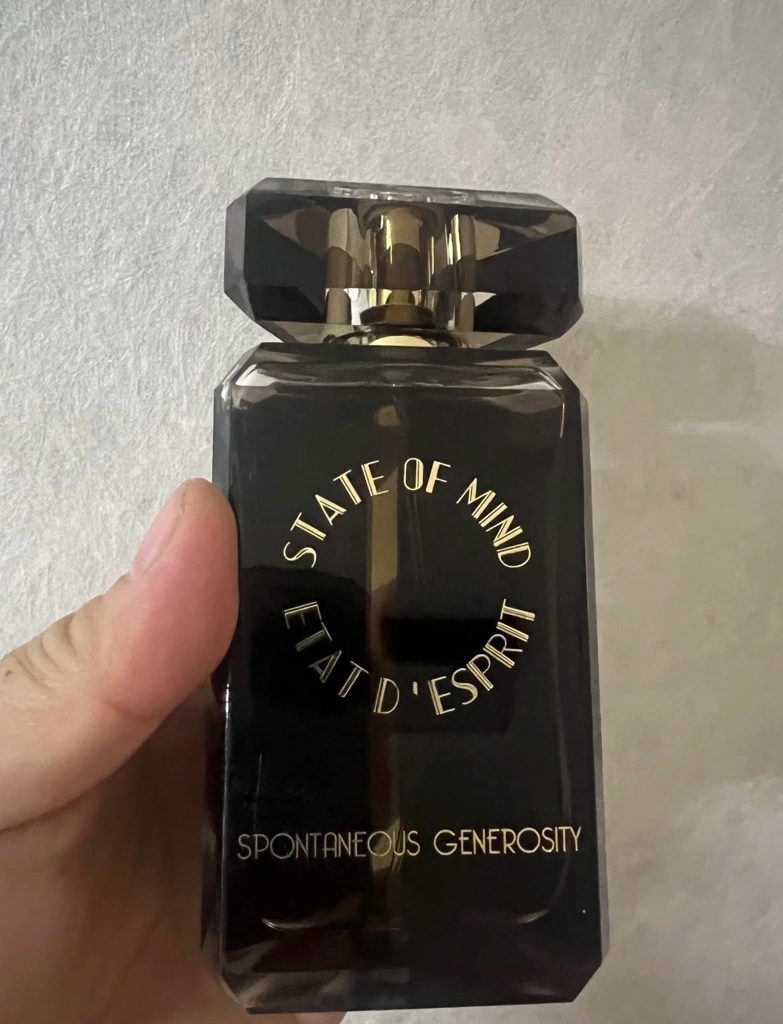 STATE OF MIND
ETAT D'ESPRIT
SPONTANEOUS GENEROSITY